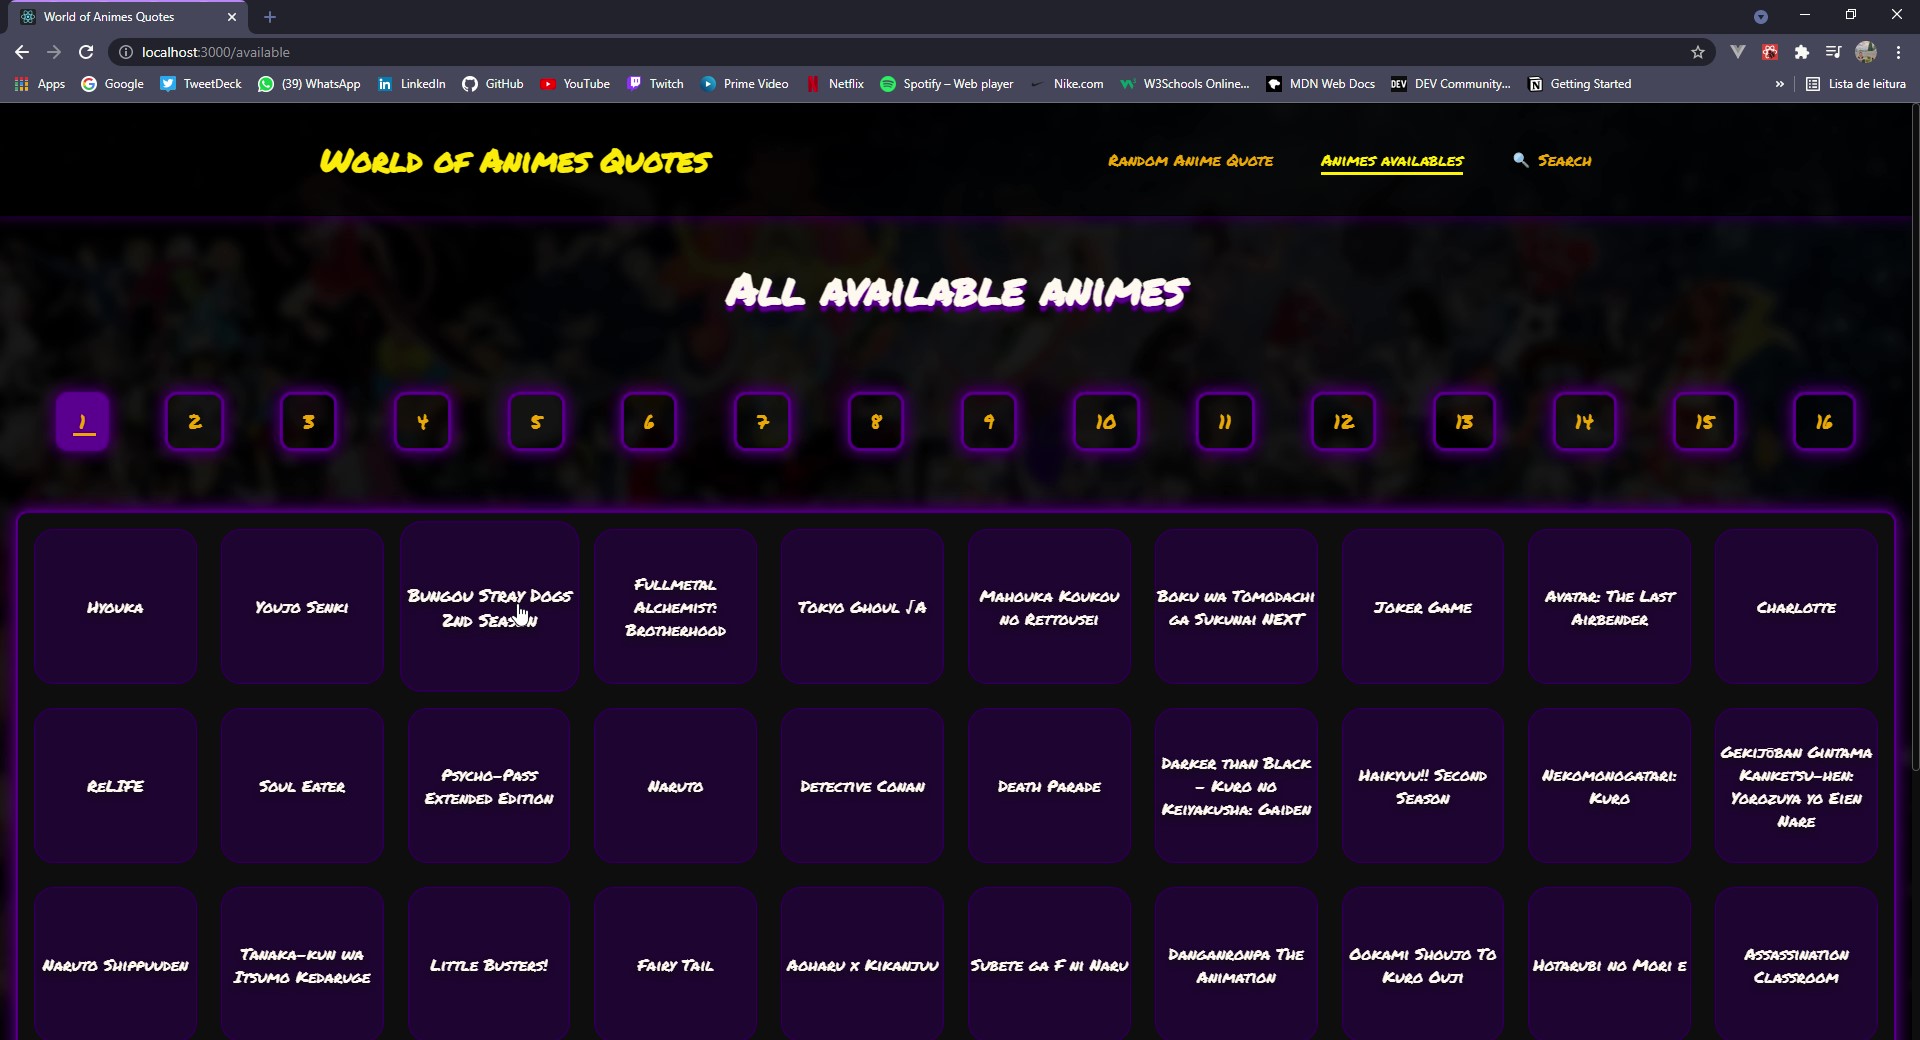 World of Animes Quotes
localhost:3000/available
Apps Google TweetDeck (39) WhatsApp LinkedIn GitHub YouTube Twitch Prime Video Netflix Spotify – Web player Nike.com W3Schools Online... MDN Web Docs DEV DEV Community... Getting Started » Lista de leitura
World of Animes Quotes Random Anime Quote Animes availables Search
All available animes
1 2 3 4 5 6 7 8 9 10 11 12 13 14 15 16
Hyouka
Youjo Senki
Bungou Stray Dogs
2nd Season
Fullmetal
Alchemist:
Brotherhood
Tokyo Ghoul √A
Mahouka Koukou
no Rettousei
Boku wa Tomodachi
ga Sukunai NEXT
Joker Game
Avatar: The Last
Airbender
Charlotte
ReLIFE
Soul Eater
Psycho-Pass
Extended Edition
Naruto
Detective Conan
Death Parade
Darker than Black
- Kuro no
Keiyakusha: Gaiden
Haikyuu!! Second
Season
Nekomonogatari:
Kuro
Gekijōban Gintama
Kanketsu-hen:
Yorozuya yo Eien
Nare
Naruto Shippuuden
Tanaka-kun wa
Itsumo Kedaruge
Little Busters!
Fairy Tail
Aoharu x Kikanjuu
Subete ga F ni Naru
Danganronpa The
Animation
Ookami Shoujo To
Kuro Ouji
Hotarubi no Mori e
Assassination
Classroom